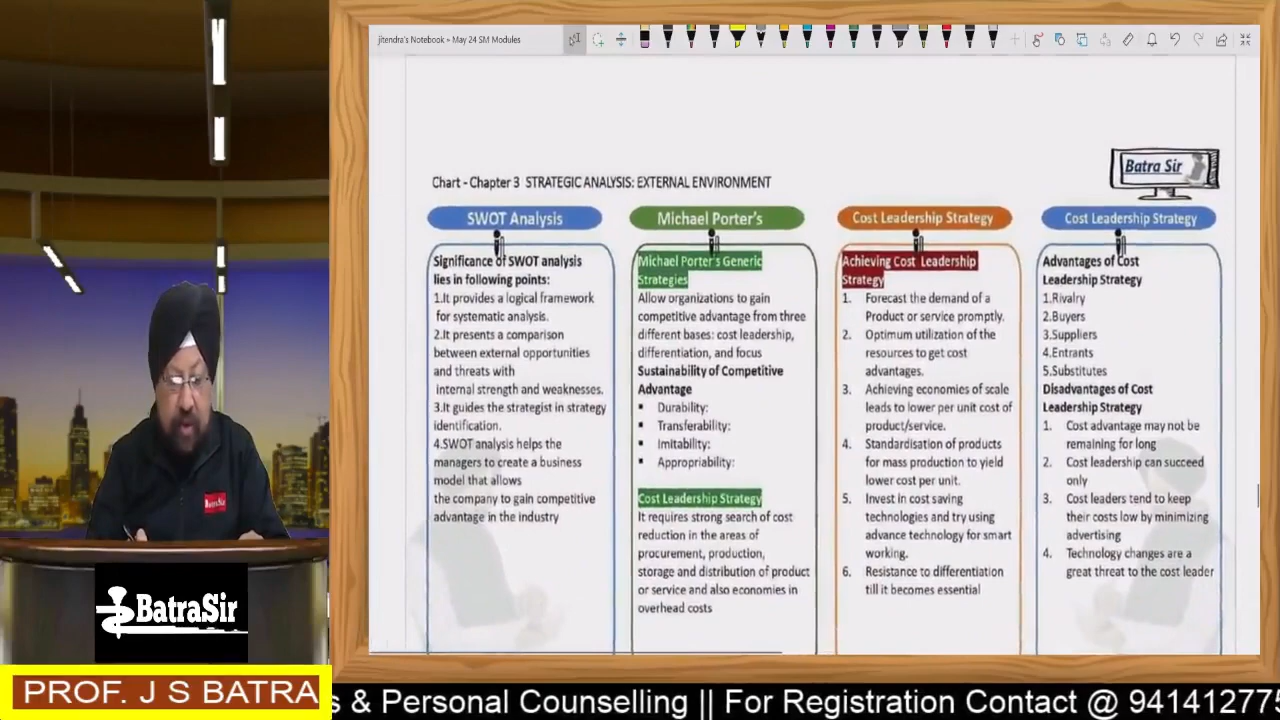 jitendra's Notebook » May 24 SM Modules
Batra Sir
Chart - Chapter 3 STRATEGIC ANALYSIS: EXTERNAL ENVIRONMENT
SWOT Analysis
Significance of SWOT analysis
lies in following points:
1.It provides a logical framework
for systematic analysis.
2.It presents a comparison
between external opportunities
and threats with
internal strength and weaknesses.
3.It guides the strategist in strategy
identification.
4.SWOT analysis helps the
managers to create a business
model that allows
the company to gain competitive
advantage in the industry
Michael Porter's
Michael Porter's Generic
Strategies
Allow organizations to gain
competitive advantage from three
different bases: cost leadership,
differentiation, and focus
Sustainability of Competitive
Advantage
▪ Durability:
▪ Transferability:
▪ Imitability:
▪ Appropriability:
Cost Leadership Strategy
It requires strong search of cost
reduction in the areas of
procurement, production,
storage and distribution of product
or service and also economies in
overhead costs
Cost Leadership Strategy
Achieving Cost Leadership
Strategy
1. Forecast the demand of a
Product or service promptly.
2. Optimum utilization of the
resources to get cost
advantages.
3. Achieving economies of scale
leads to lower per unit cost of
product/service.
4. Standardisation of products
for mass production to yield
lower cost per unit.
5. Invest in cost saving
technologies and try using
advance technology for smart
working.
6. Resistance to differentiation
till it becomes essential
Cost Leadership Strategy
Advantages of Cost
Leadership Strategy
1.Rivalry
2.Buyers
3.Suppliers
4.Entrants
5.Substitutes
Disadvantages of Cost
Leadership Strategy
1. Cost advantage may not be
remaining for long
2. Cost leadership can succeed
only
3. Cost leaders tend to keep
their costs low by minimizing
advertising
4. Technology changes are a
great threat to the cost leader
BatraSir
BatraSir
PROF. J S BATRA
s & Personal Counselling || For Registration Contact @ 941412775